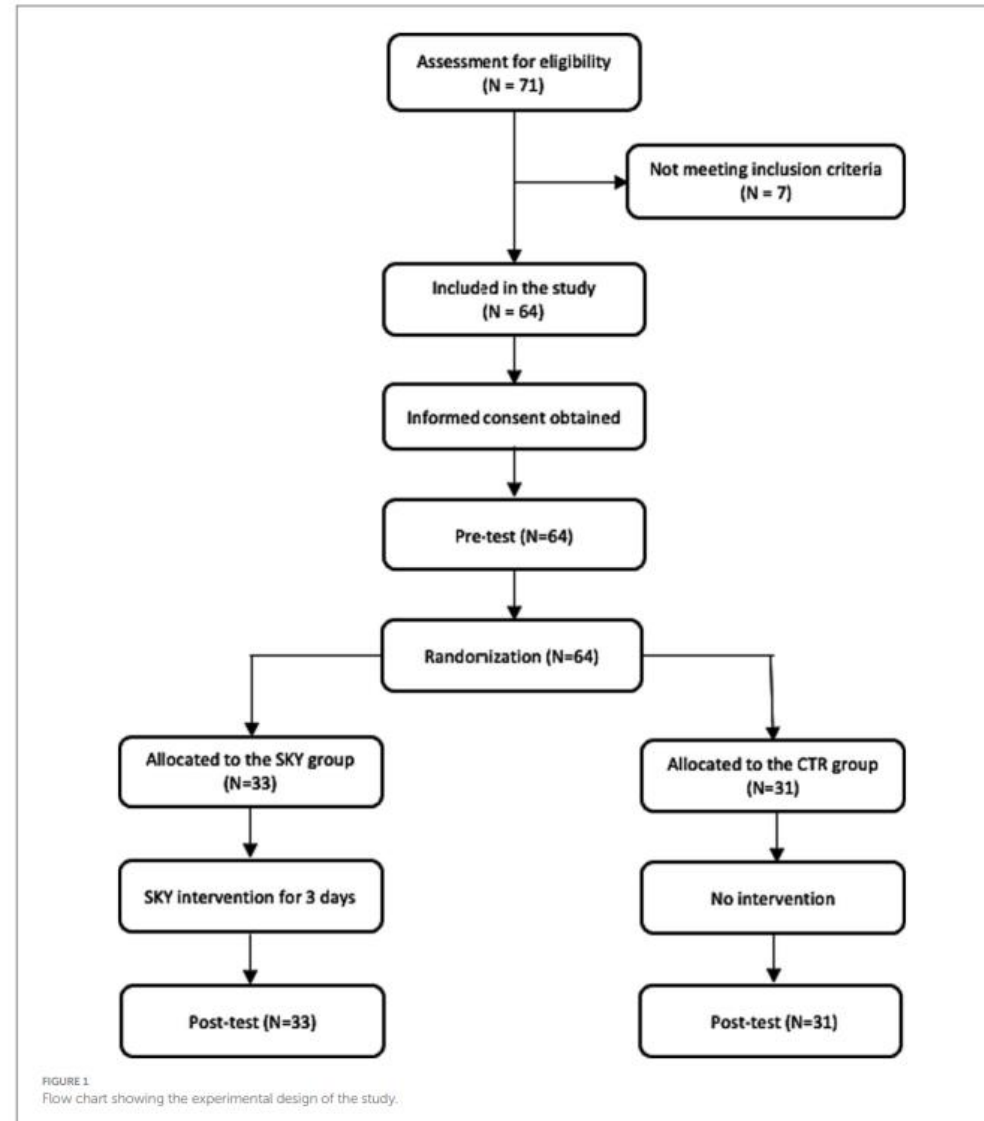 Assessment for eligibility
(N = 71)
Not meeting inclusion criteria
(N = 7)
Included in the study
(N = 64)
Informed consent obtained
Pre-test (N=64)
Randomization (N=64)
Allocated to the SKY group
(N=33)
Allocated to the CTR group
(N=31)
SKY intervention for 3 days
No intervention
Post-test (N=33)
Post-test (N=31)
FIGURE 1
Flow chart showing the experimental design of the study.